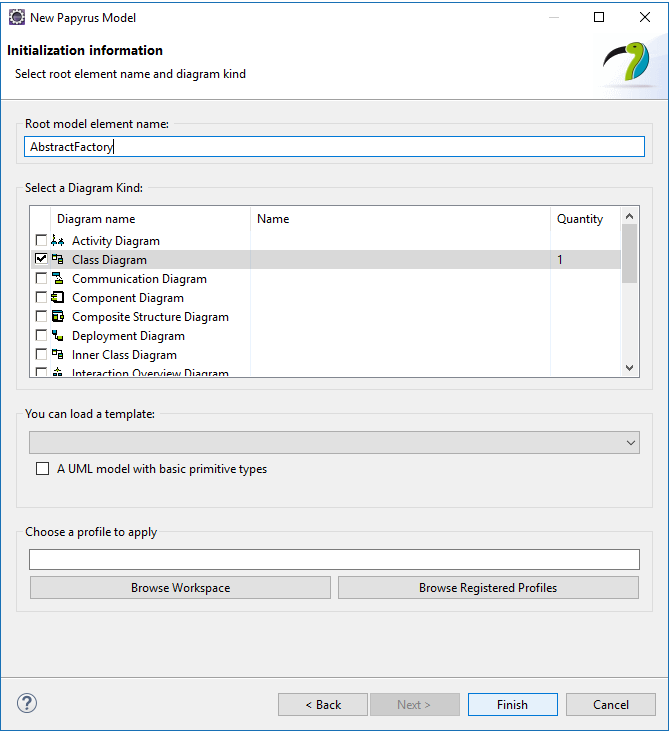 New Papyrus Model
Initialization information
Select root element name and diagram kind
Root model element name:
AbstractFactory
Select a Diagram Kind:
Diagram name Name Quantity
Activity Diagram
Class Diagram 1
Communication Diagram
Component Diagram
Composite Structure Diagram
Deployment Diagram
Inner Class Diagram
Interaction Overview Diagram
You can load a template:
A UML model with basic primitive types
Choose a profile to apply
Browse Workspace Browse Registered Profiles
? < Back Next > Finish Cancel